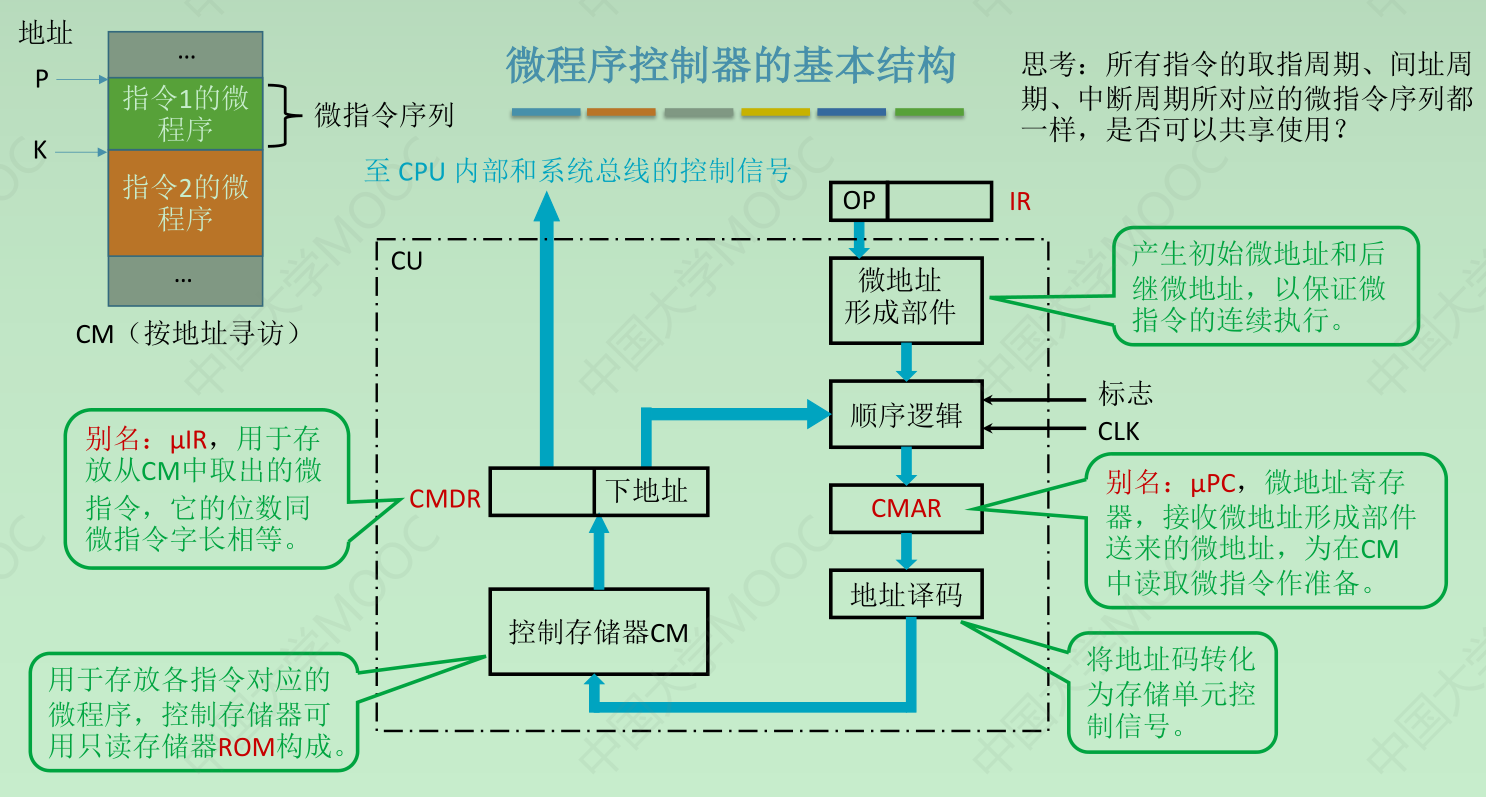 微程序控制器的基本结构
思考：所有指令的取指周期、间址周
期、中断周期所对应的微指令序列都
一样，是否可以共享使用？
地址
P
K
…
指令1的微
程序
指令2的微
程序
…
微指令序列
CM（按地址寻访）
至 CPU 内部和系统总线的控制信号
OP
IR
CU
微地址
形成部件
产生初始微地址和后
继微地址，以保证微
指令的连续执行。
顺序逻辑
标志
CLK
别名：μIR，用于存
放从CM中取出的微
指令，它的位数同
微指令字长相等。
CMDR
下地址
CMAR
别名：μPC，微地址寄存
器，接收微地址形成部件
送来的微地址，为在CM
中读取微指令作准备。
地址译码
控制存储器CM
用于存放各指令对应的
微程序，控制存储器可
用只读存储器ROM构成。
将地址码转化
为存储单元控
制信号。
中国大学MOOC